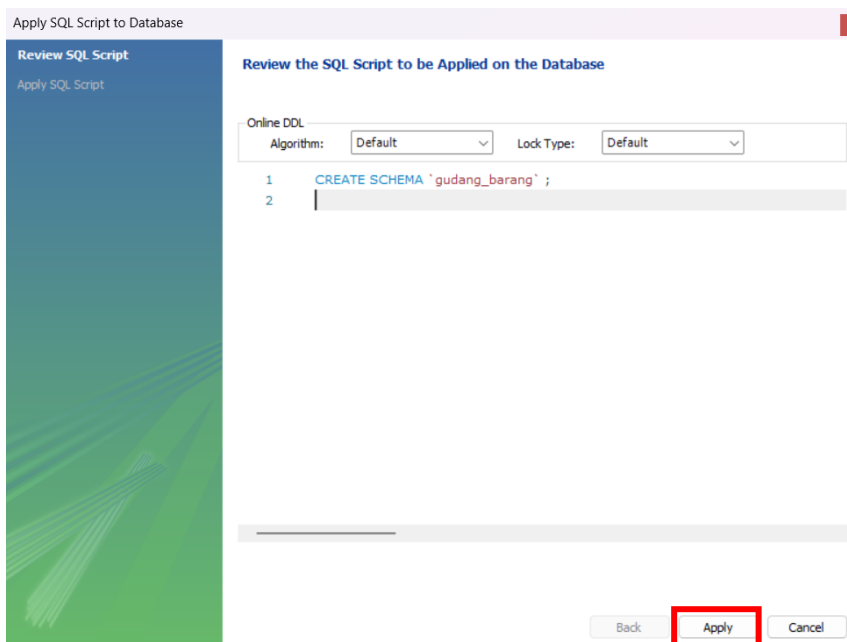 Apply SQL Script to Database
Review SQL Script
Apply SQL Script
Review the SQL Script to be Applied on the Database
Online DDL
Algorithm: Default Lock Type: Default
1 CREATE SCHEMA `gudang_barang` ;
2
Back Apply Cancel